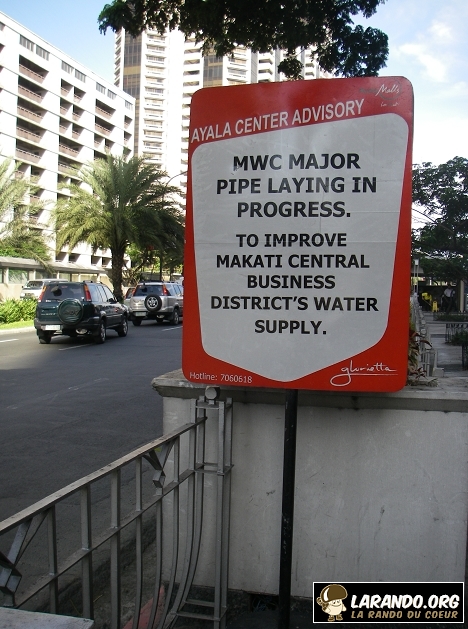 Malls
AYALA CENTER ADVISORY
MWC MAJOR
PIPE LAYING IN
PROGRESS.
TO IMPROVE
MAKATI CENTRAL
BUSINESS
DISTRICT'S WATER
SUPPLY.
Hotline: 7060618
glorietta
LARANDO.ORG
LA RANDO DU COEUR